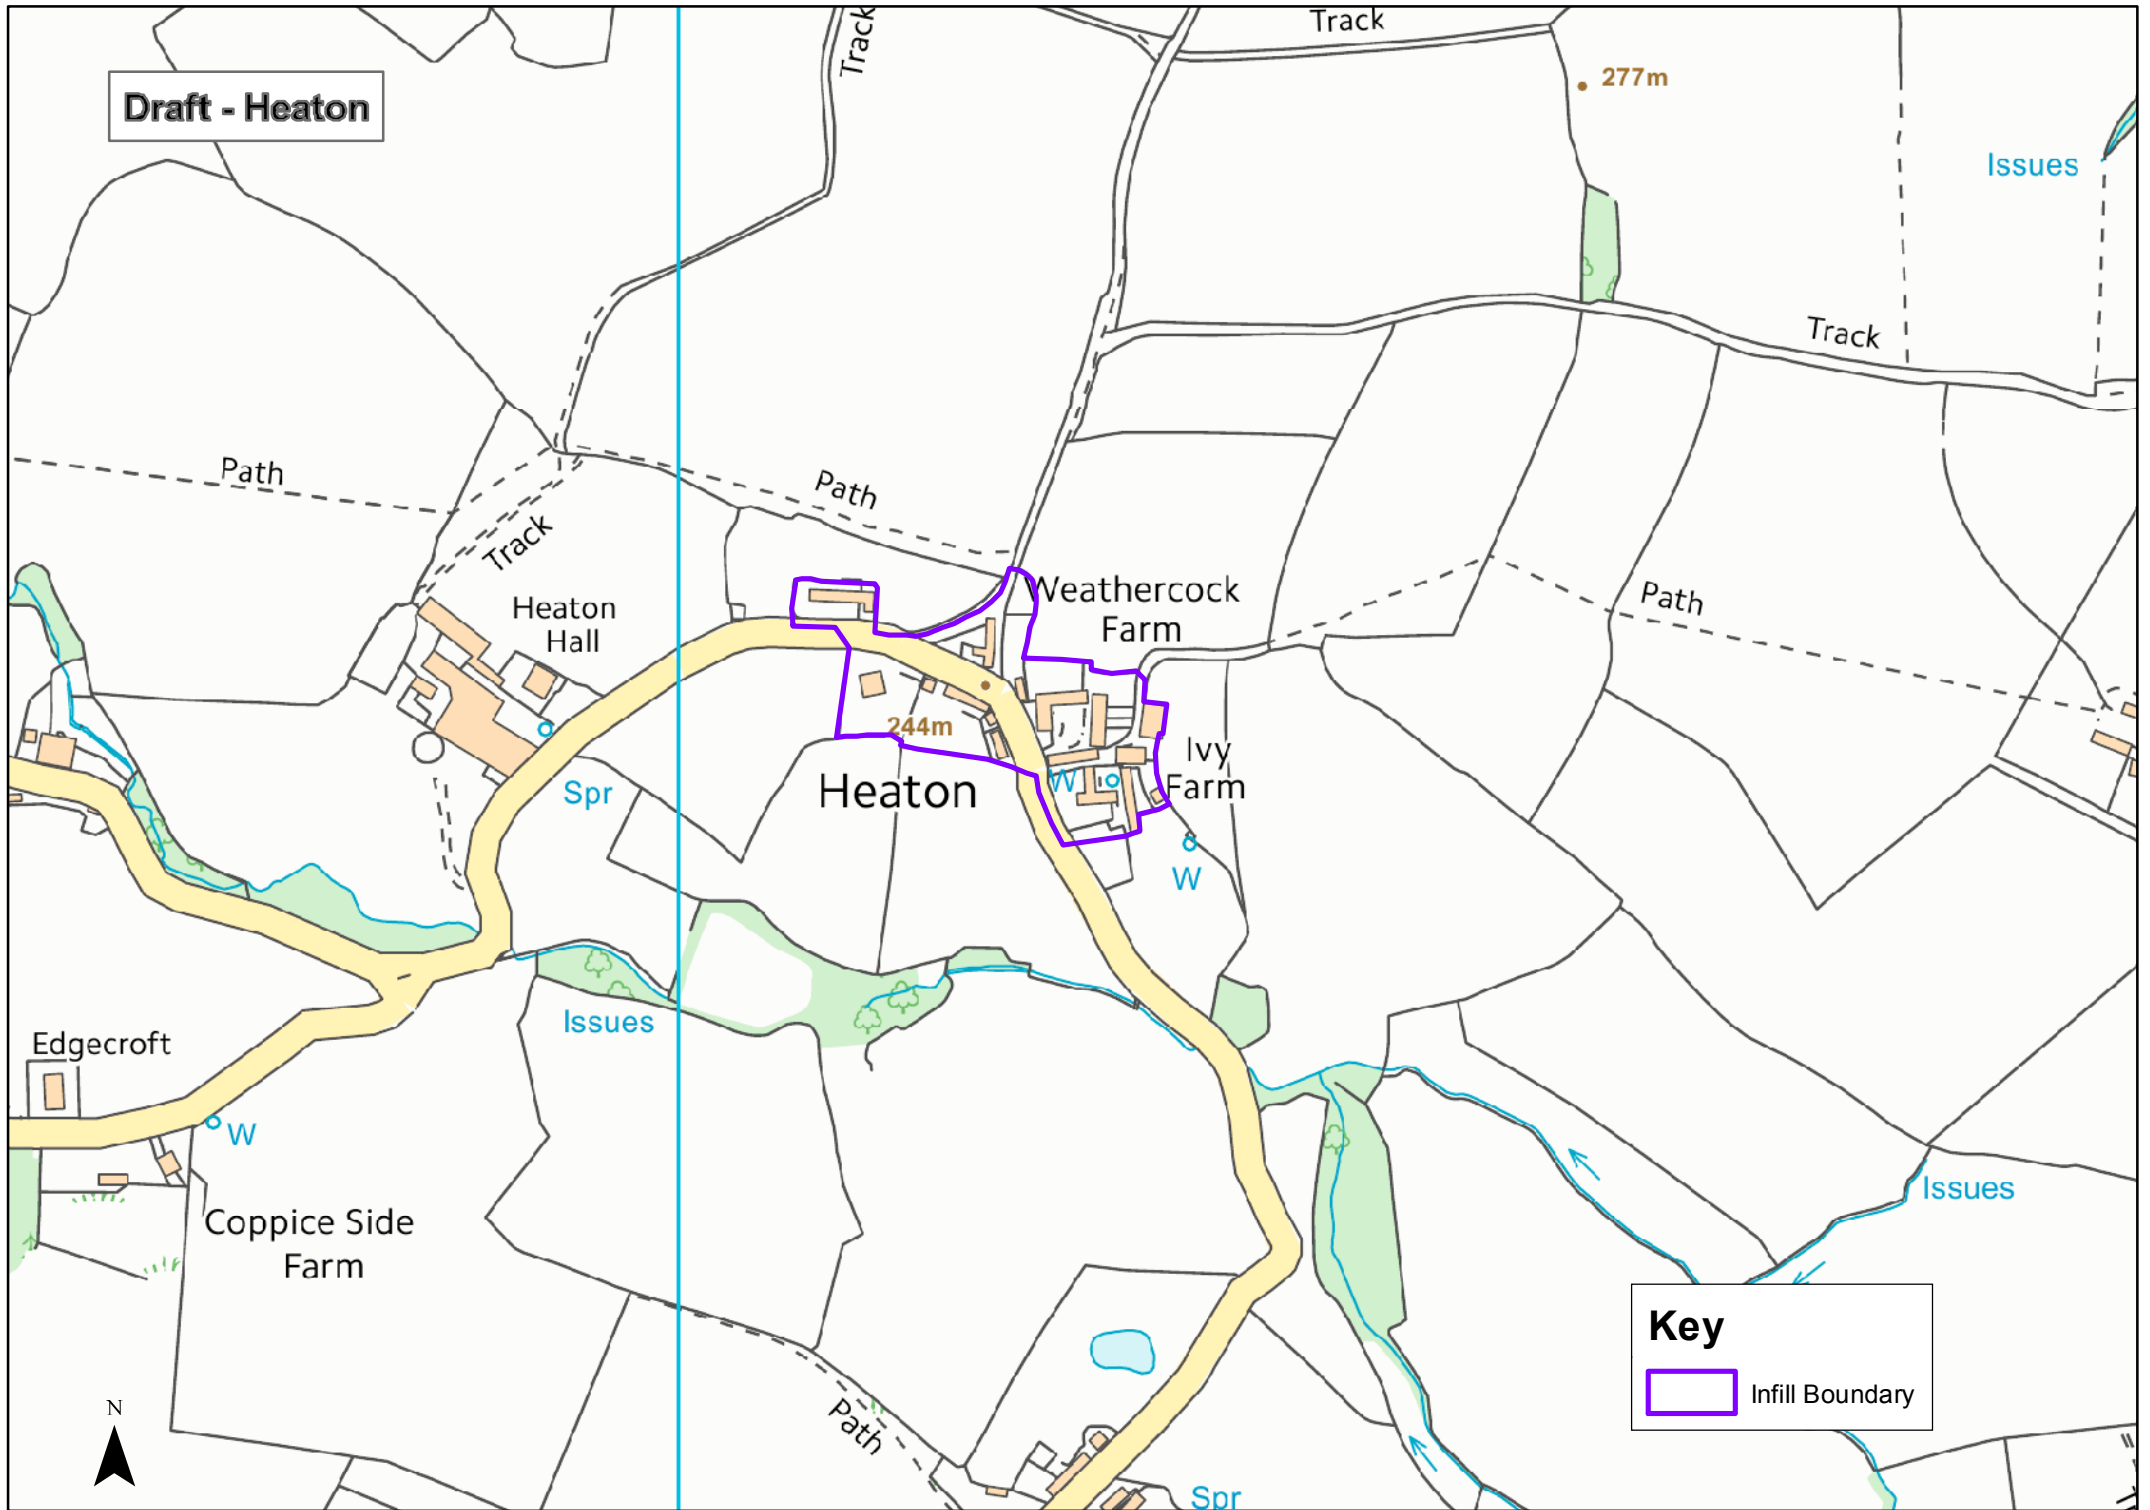 Track
Track
277m
Draft - Heaton
Issues
Track
Path
Path
Track
Weathercock
Farm
Heaton
Hall
Path
244m
Ivy
Farm
W
Heaton
Spr
W
Issues
Edgecroft
W
Issues
Coppice Side
Farm
Key
Infill Boundary
N
Path
Spr